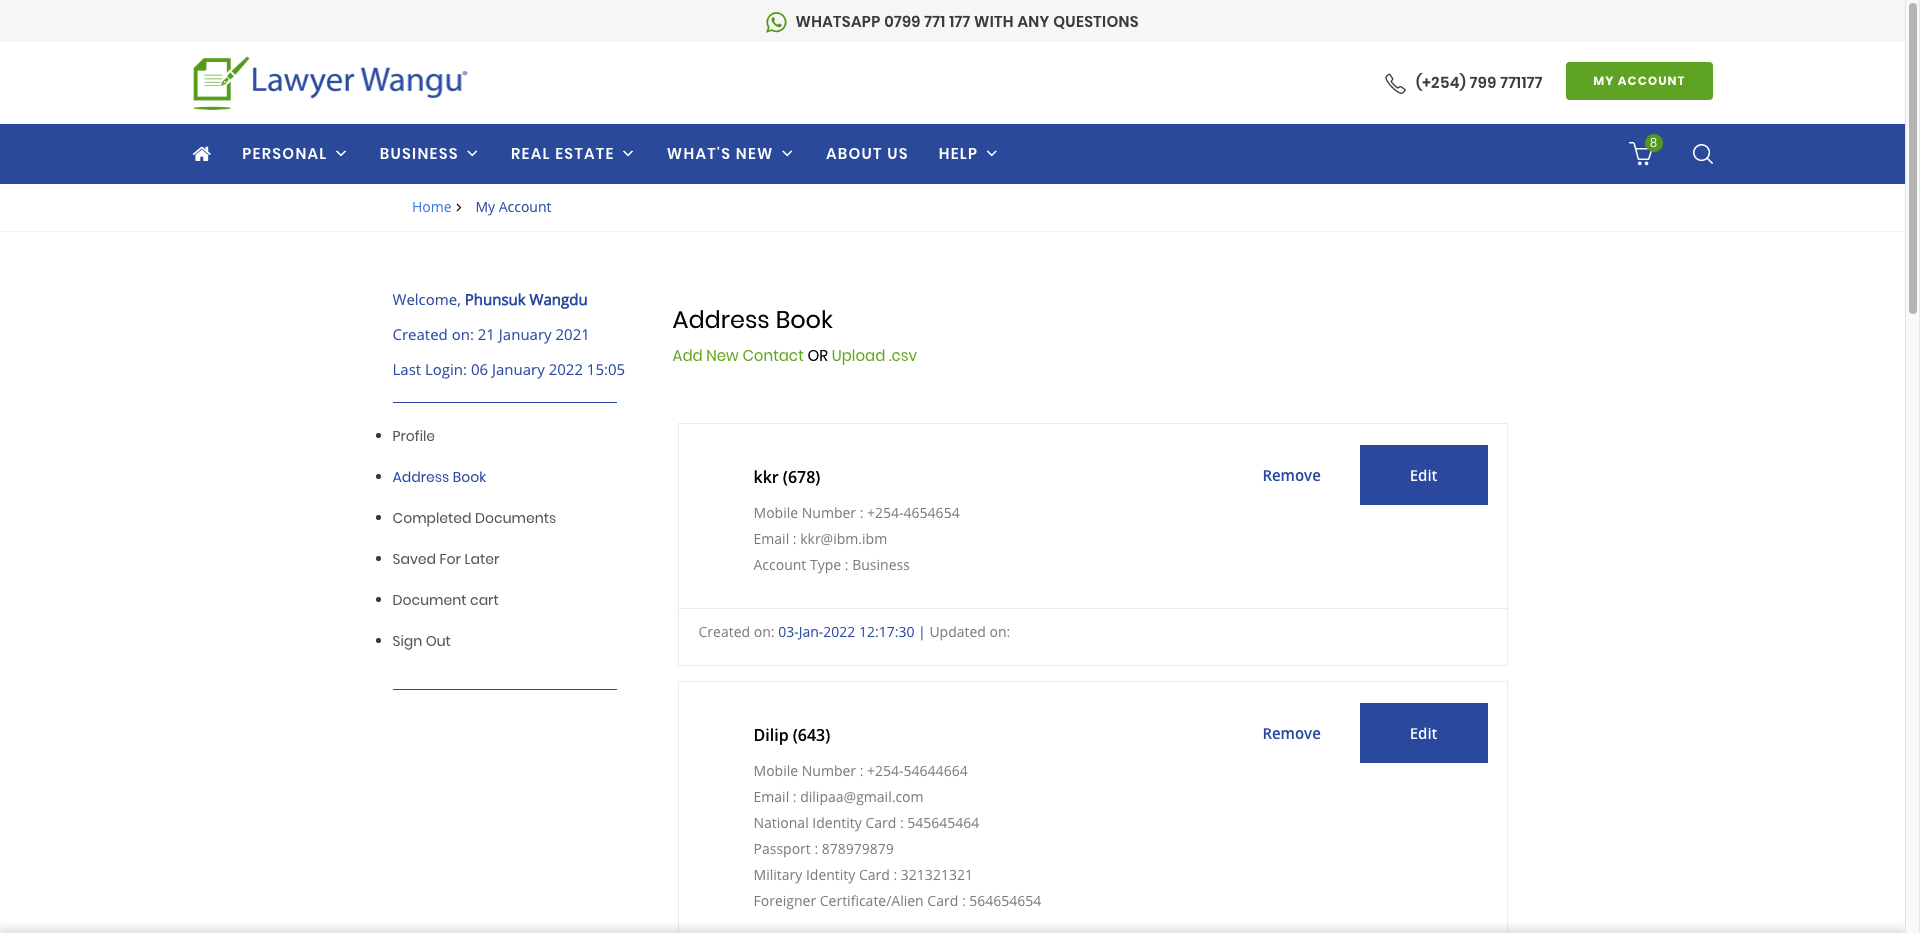 WHATSAPP 0799 771 177 WITH ANY QUESTIONS
Lawyer Wangu®
(+254) 799 771177
MY ACCOUNT
PERSONAL BUSINESS REAL ESTATE WHAT'S NEW ABOUT US HELP
8
Home My Account
Welcome, Phunsuk Wangdu
Created on: 21 January 2021
Last Login: 06 January 2022 15:05
Profile
Address Book
Completed Documents
Saved For Later
Document cart
Sign Out
Address Book
Add New Contact OR Upload .csv
kkr (678)
Remove
Edit
Mobile Number : +254-4654654
Email : kkr@ibm.ibm
Account Type : Business
Created on: 03-Jan-2022 12:17:30 | Updated on:
Dilip (643)
Remove
Edit
Mobile Number : +254-54644664
Email : dilipaa@gmail.com
National Identity Card : 545645464
Passport : 878979879
Military Identity Card : 321321321
Foreigner Certificate/Alien Card : 564654654